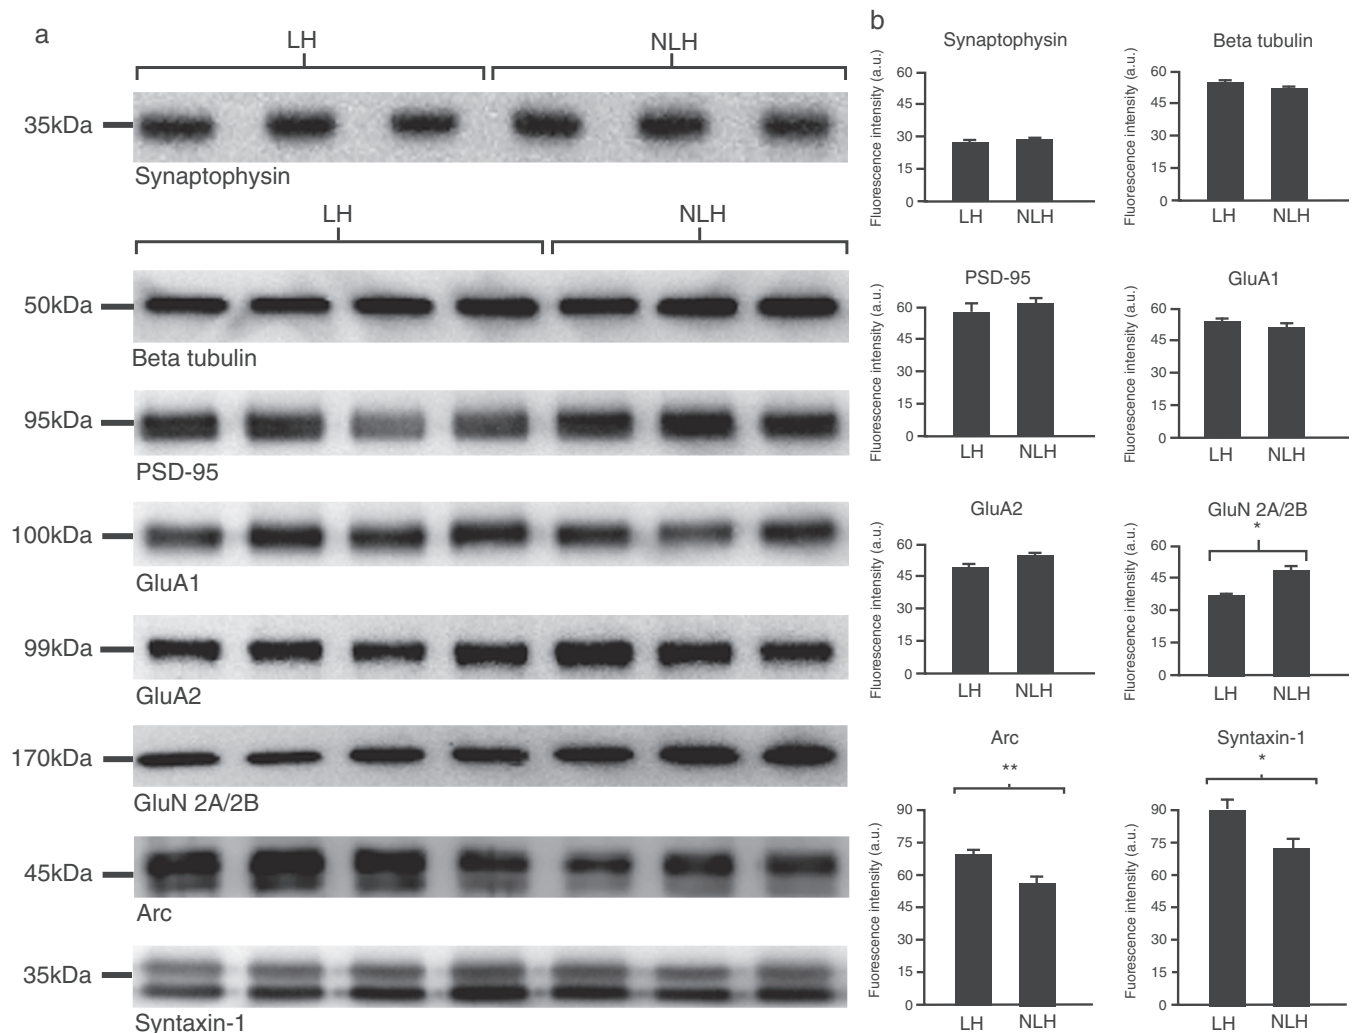 a
LH NLH
35kDa
Synaptophysin
LH NLH
50kDa
Beta tubulin
95kDa
PSD-95
100kDa
GluA1
99kDa
GluA2
170kDa
GluN 2A/2B
45kDa
Arc
35kDa
Syntaxin-1
b
Synaptophysin
Fluorescence intensity (a.u.)
60
45
30
15
0
LH NLH
Beta tubulin
Fluorescence intensity (a.u.)
60
45
30
15
0
LH NLH
PSD-95
Fluorescence intensity (a.u.)
60
45
30
15
0
LH NLH
GluA1
Fluorescence intensity (a.u.)
60
45
30
15
0
LH NLH
GluA2
Fluorescence intensity (a.u.)
60
45
30
15
0
LH NLH
GluN 2A/2B
*
Fluorescence intensity (a.u.)
60
45
30
15
0
LH NLH
Arc
**
Fluorescence intensity (a.u.)
90
75
60
45
30
15
0
LH NLH
Syntaxin-1
*
Fluorescence intensity (a.u.)
90
75
60
45
30
15
0
LH NLH